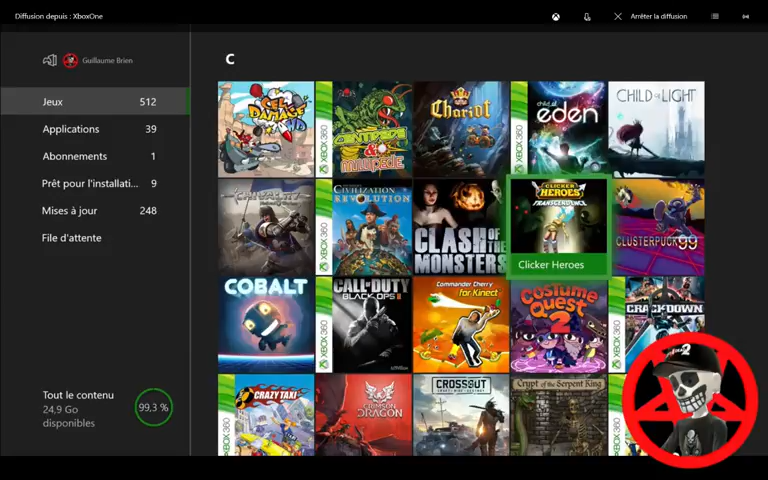 Diffusion depuis : XboxOne
Arrêter la diffusion
Guillaume Brien
Jeux 512
Applications 39
Abonnements 1
Prêt pour l'installati... 9
Mises à jour 248
File d'attente
Tout le contenu
24,9 Go
disponibles
99,3 %
C
CEL DAMAGE HD
XBOX 360
CENTIPEDE & MILLIPEDE
Chariot
XBOX 360
child of eden
CHILD OF LIGHT
CHIVALRY
XBOX 360
CIVILIZATION REVOLUTION
CLASH OF THE MONSTERS
CLICKER HEROES
TRANSCENDENCE
Clicker Heroes
CLUSTERPUCK 99
COBALT
XBOX 360
CALL OF DUTY
BLACK OPS II
Commander Cherry
for Kinect
COSTUME QUEST 2
XBOX 360
CRACKDOWN
XBOX 360
CRAZY TAXI
CRIMSON DRAGON
CROSSOUT
Crypt of the Serpent King